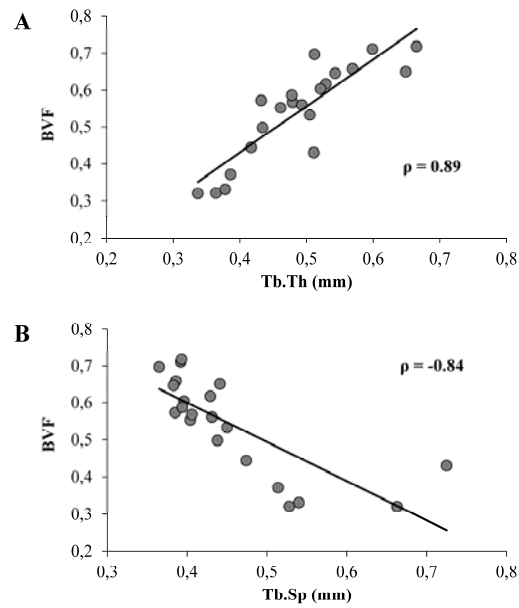 A
0,8
0,7
0,6
0,5
0,4
0,3
0,2
BVF
ρ = 0.89
0,2 0,3 0,4 0,5 0,6 0,7 0,8
Tb.Th (mm)
B
0,8
0,7
0,6
0,5
0,4
0,3
0,2
BVF
ρ = -0.84
0,3 0,4 0,5 0,6 0,7 0,8
Tb.Sp (mm)